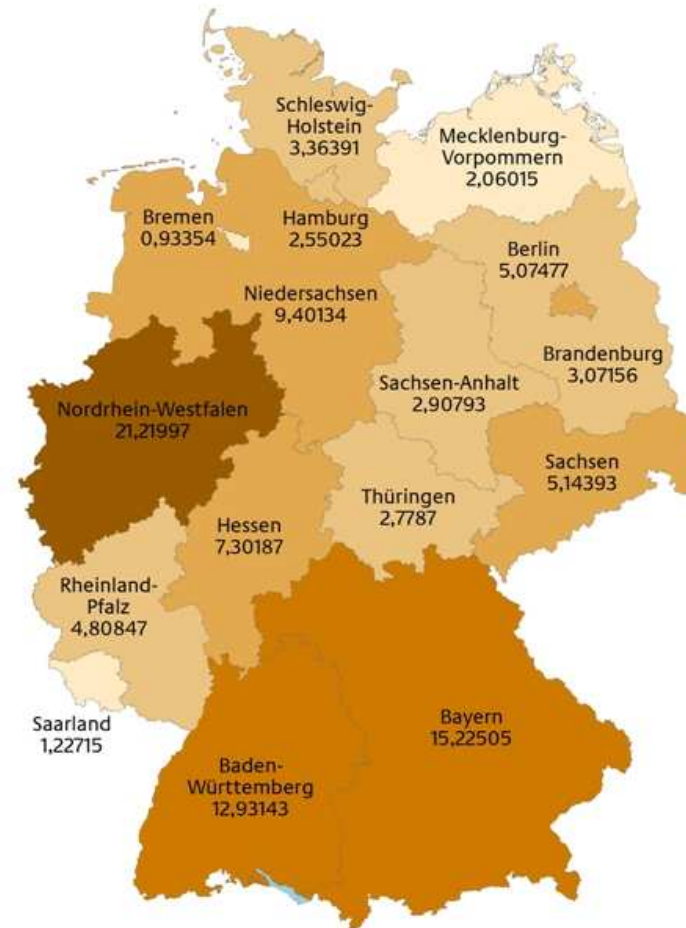 Schleswig-
Holstein
3,36391
Mecklenburg-
Vorpommern
2,06015
Bremen
0,93354
Hamburg
2,55023
Berlin
5,07477
Niedersachsen
9,40134
Brandenburg
3,07156
Sachsen-Anhalt
2,90793
Nordrhein-Westfalen
21,21997
Sachsen
5,14393
Thüringen
2,7787
Hessen
7,30187
Rheinland-
Pfalz
4,80847
Saarland
1,22715
Bayern
15,22505
Baden-
Württemberg
12,93143